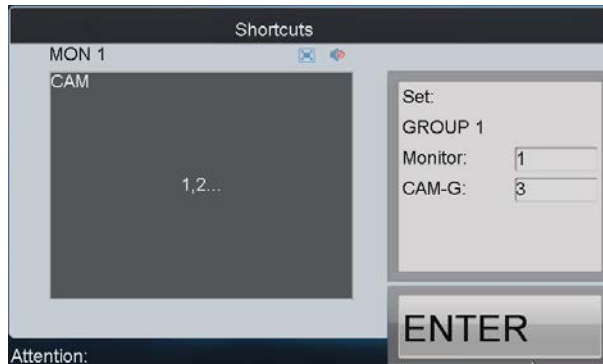 Shortcuts
MON 1
CAM
1,2...
Set:
GROUP 1
Monitor: 1
CAM-G: 3
ENTER
Attention: